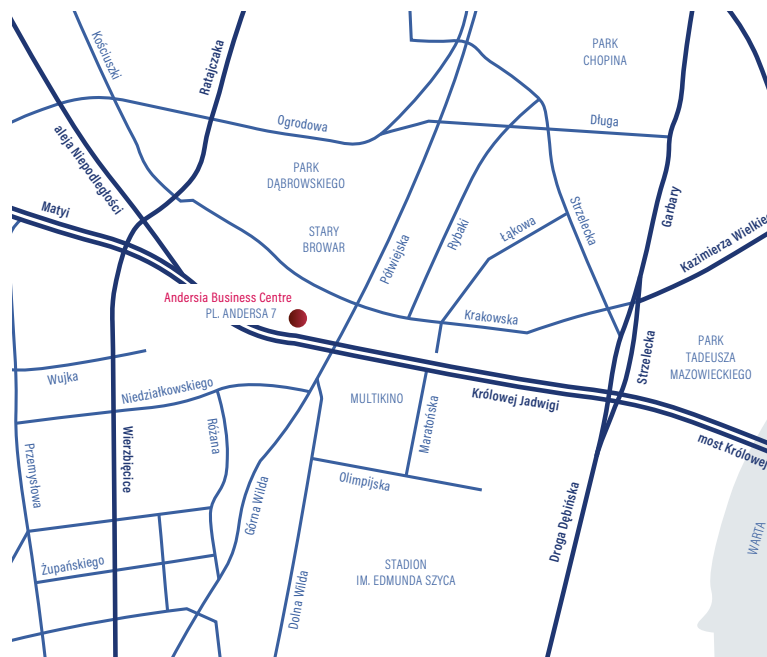 Kościuszki
Ratajczaka
PARK
CHOPINA
Ogrodowa
Długa
aleja Niepodległości
PARK
DĄBROWSKIEGO
Matyi
Garbary
STARY
BROWAR
Półwiejska
Rybaki
Łąkowa
Strzelecka
Kazimierza
Andersia Business Centre
PL. ANDERSA 7
Krakowska
Strzelecka
PARK
TADEUSZA
MAZOWIECKIEGO
Wujka
Niedziałkowskiego
MULTIKINO
Maratońska
Królowej Jadwigi
Różana
most Królowej
Przemysłowa
Wierzbięcice
Górna Wilda
Olimpijska
Droga Dębińska
WARTA
Żupańskiego
STADION
IM. EDMUNDA SZYCA
Dolna Wilda